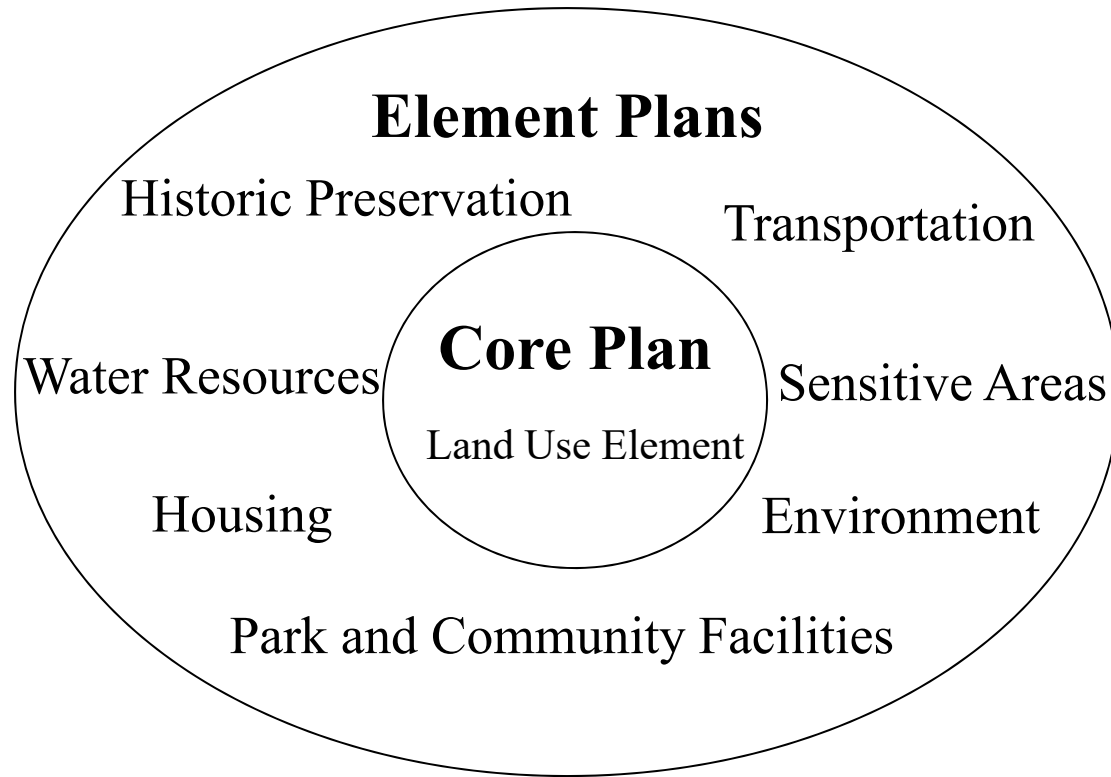 Element Plans
Historic Preservation
Transportation
Core Plan
Water Resources
Sensitive Areas
Land Use Element
Housing
Environment
Park and Community Facilities